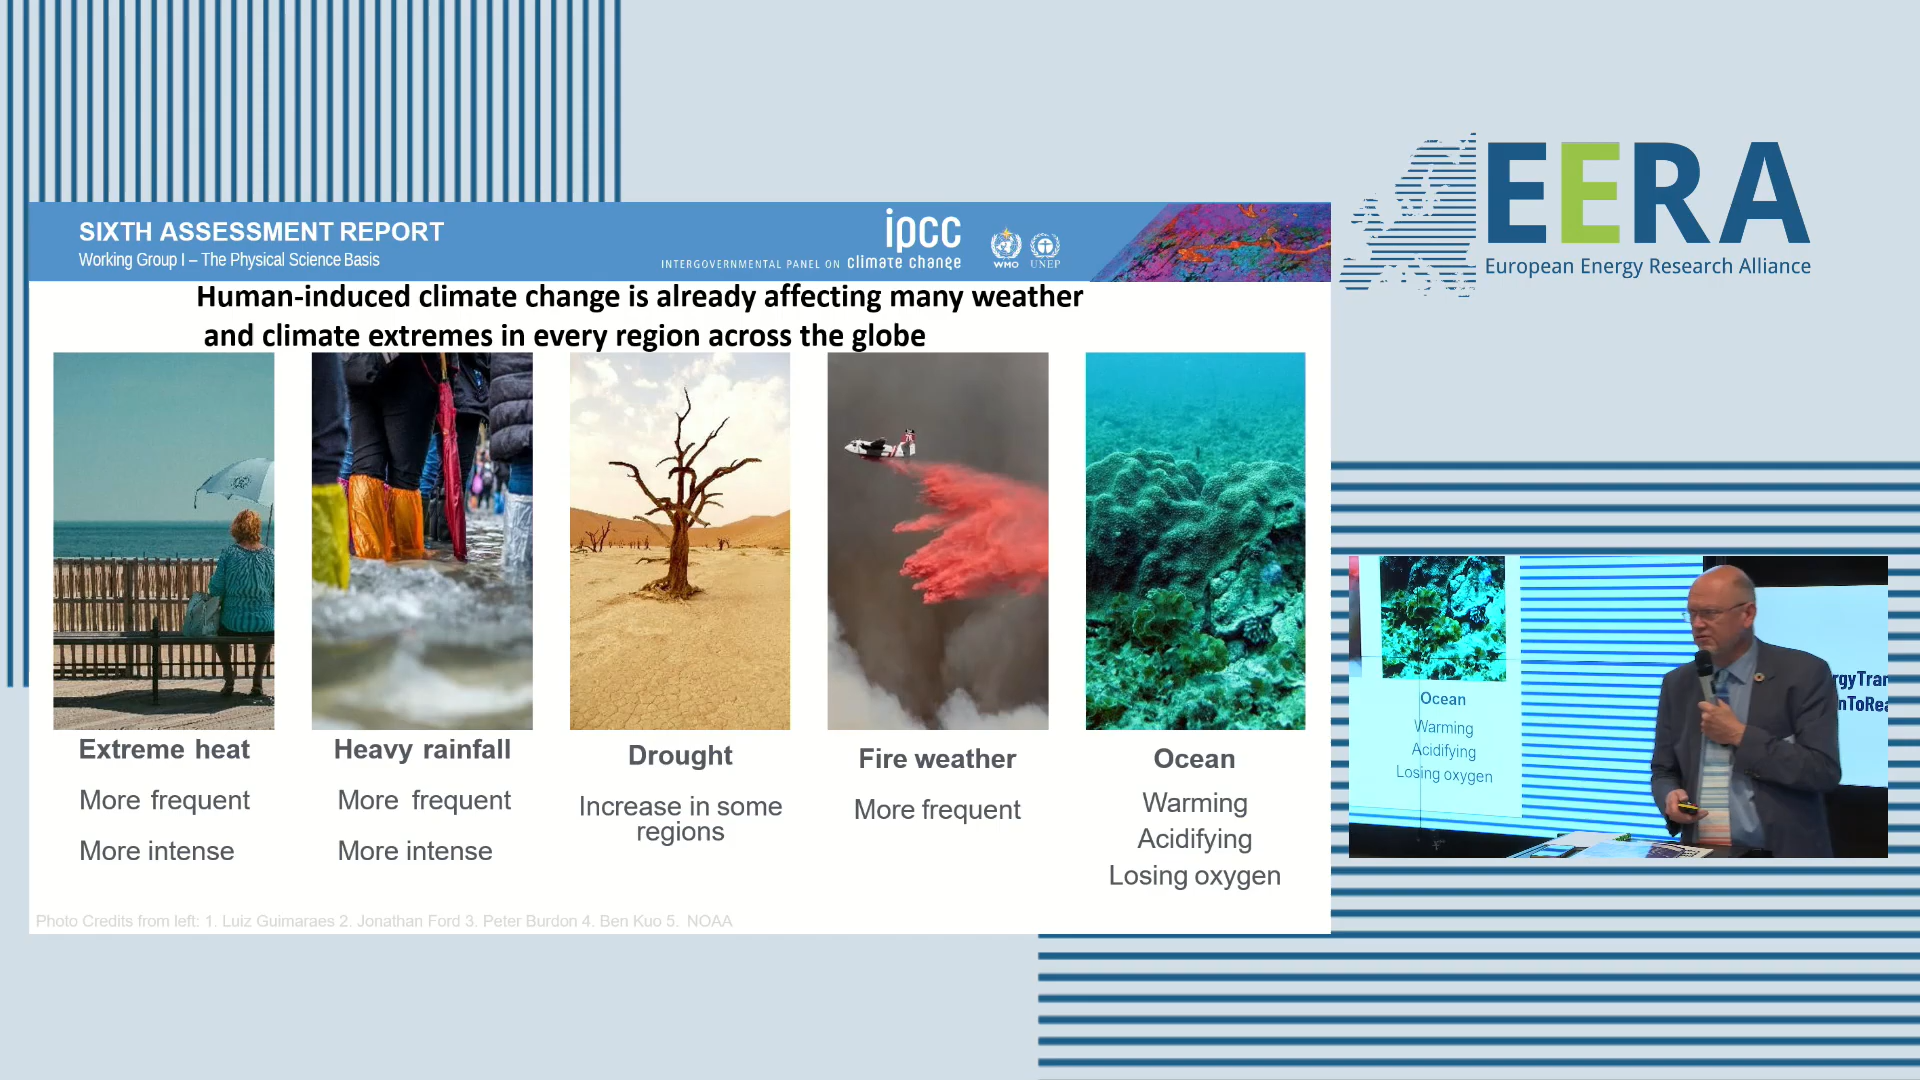 SIXTH ASSESSMENT REPORT
Working Group I – The Physical Science Basis
INTERGOVERNMENTAL PANEL ON climate change
ipcc
WMO
UNEP
EERA
European Energy Research Alliance
Human-induced climate change is already affecting many weather
and climate extremes in every region across the globe
Extreme heat
More frequent
More intense
Heavy rainfall
More frequent
More intense
Drought
Increase in some
regions
Fire weather
More frequent
Ocean
Warming
Acidifying
Losing oxygen
Photo Credits from left: 1. Luiz Guimaraes 2. Jonathan Ford 3. Peter Burdon 4. Ben Kuo 5. NOAA
Ocean
Warming
Acidifying
Losing oxygen